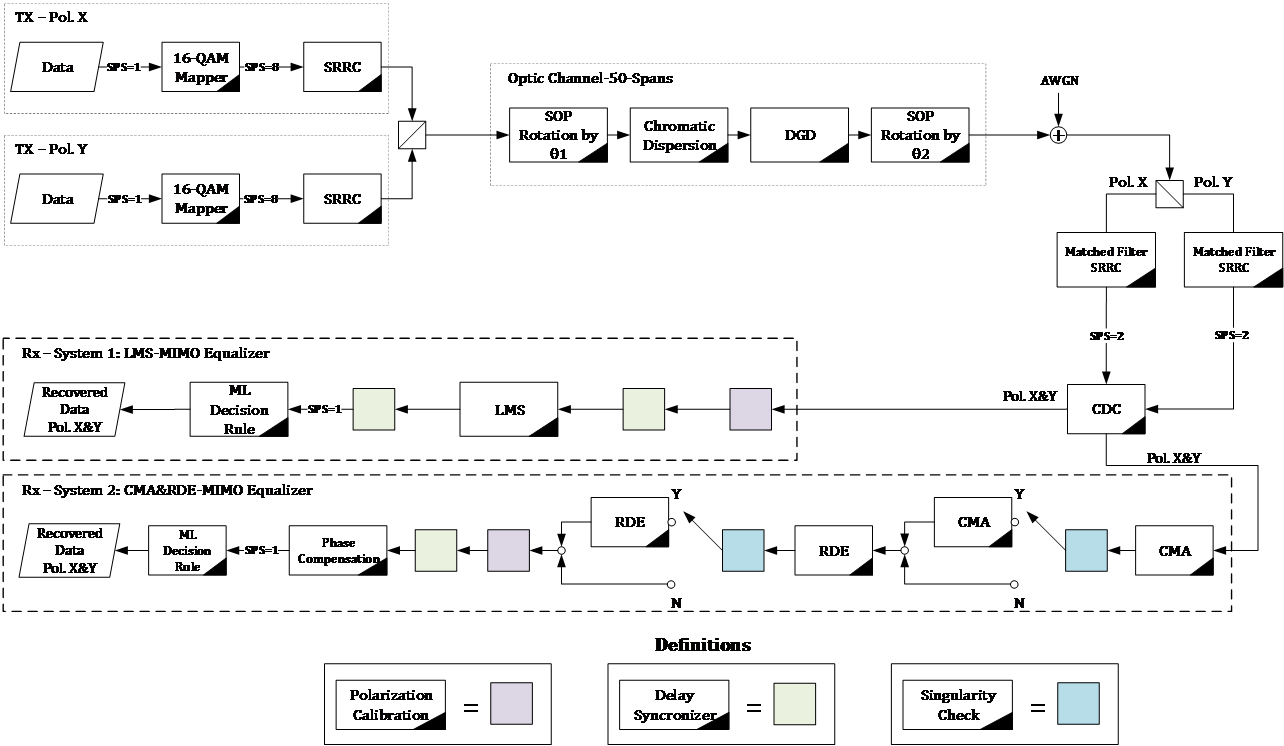 TX – Pol. X
Data
SPS=1
16-QAM
Mapper
SPS=8
SRRC
TX – Pol. Y
Data
SPS=1
16-QAM
Mapper
SPS=8
SRRC
Optic Channel-50-Spans
SOP
Rotation by
θ1
Chromatic
Dispersion
DGD
SOP
Rotation by
θ2
AWGN
Pol. X
Pol. Y
Matched Filter
SRRC
Matched Filter
SRRC
SPS=2
SPS=2
CDC
Pol. X&Y
Pol. X&Y
Rx – System 1: LMS-MIMO Equalizer
Recovered
Data
Pol. X&Y
ML
Decision
Rule
SPS=1
LMS
Rx – System 2: CMA&RDE-MIMO Equalizer
Recovered
Data
Pol. X&Y
ML
Decision
Rule
SPS=1
Phase
Compensation
RDE
Y
N
RDE
CMA
Y
N
CMA
Definitions
Polarization
Calibration
=
Delay
Syncronizer
=
Singularity
Check
=